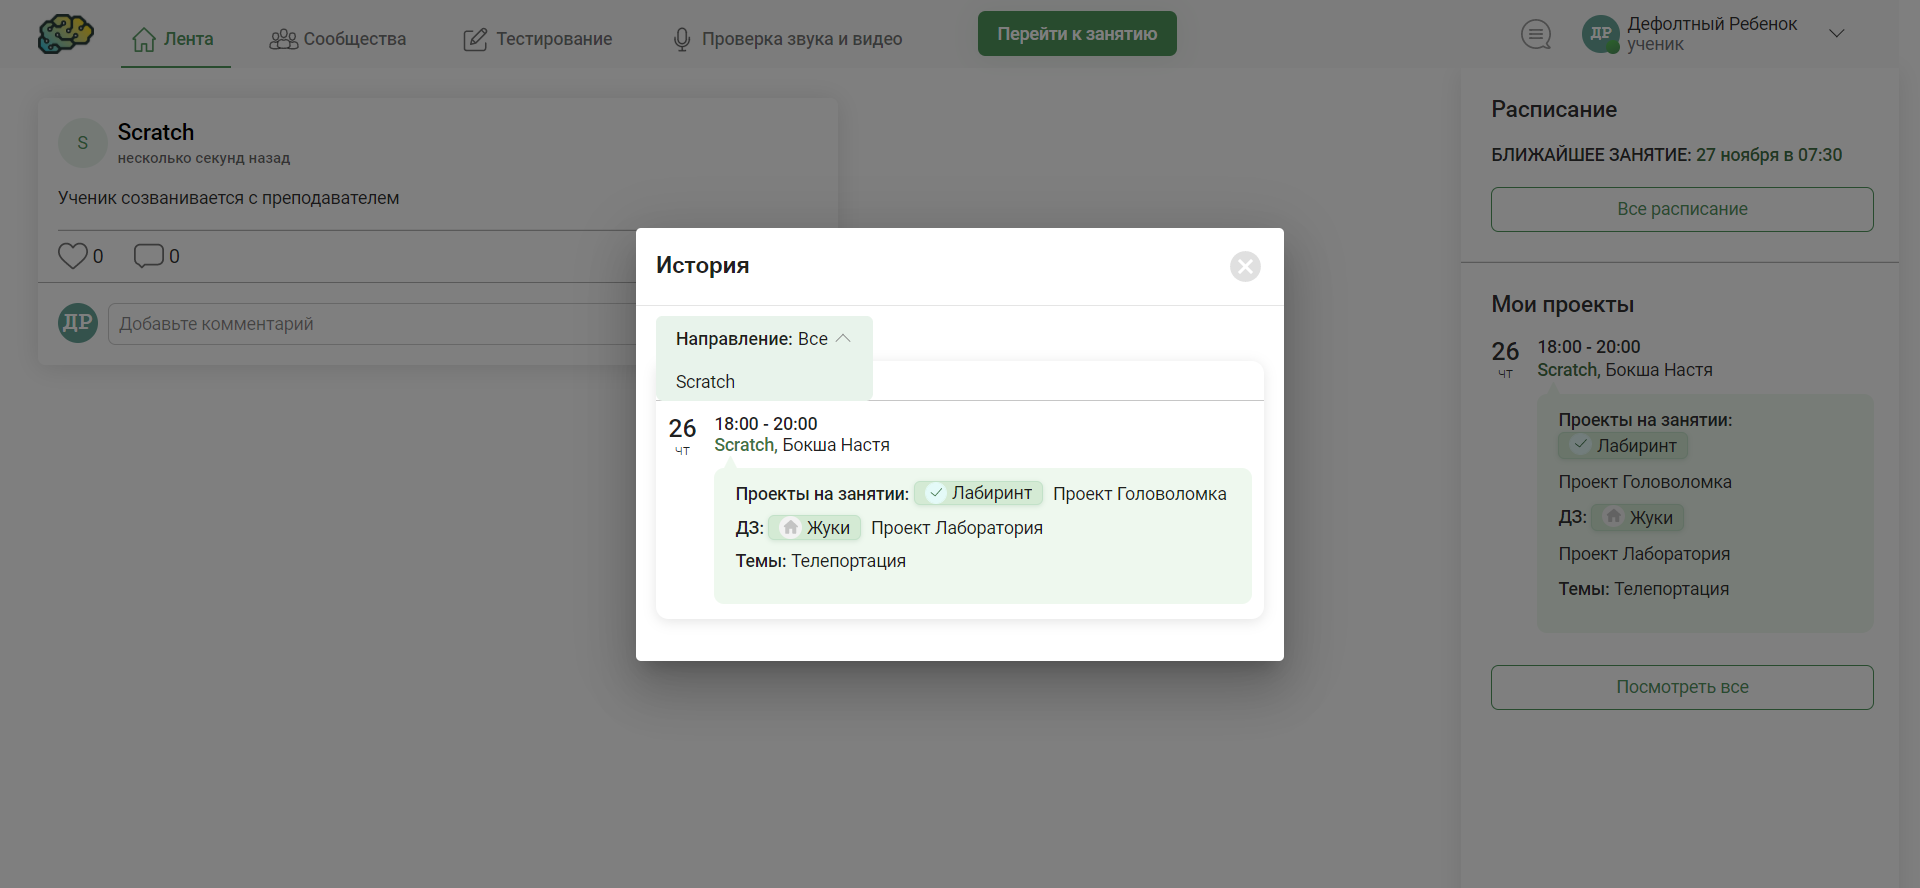 Лента
Сообщества
Тестирование
Проверка звука и видео
Перейти к занятию
ДР
Дефолтный Ребенок
ученик
S
Scratch
несколько секунд назад
Ученик созванивается с преподавателем
0
0
ДР
Добавьте комментарий
История
Направление: Все
Scratch
26
ЧТ
18:00 - 20:00
Scratch, Бокша Настя
Проекты на занятии: Лабиринт Проект Головоломка
ДЗ: Жуки Проект Лаборатория
Темы: Телепортация
Расписание
БЛИЖАЙШЕЕ ЗАНЯТИЕ: 27 ноября в 07:30
Все расписание
Мои проекты
26
ЧТ
18:00 - 20:00
Scratch, Бокша Настя
Проекты на занятии:
Лабиринт
Проект Головоломка
ДЗ: Жуки
Проект Лаборатория
Темы: Телепортация
Посмотреть все